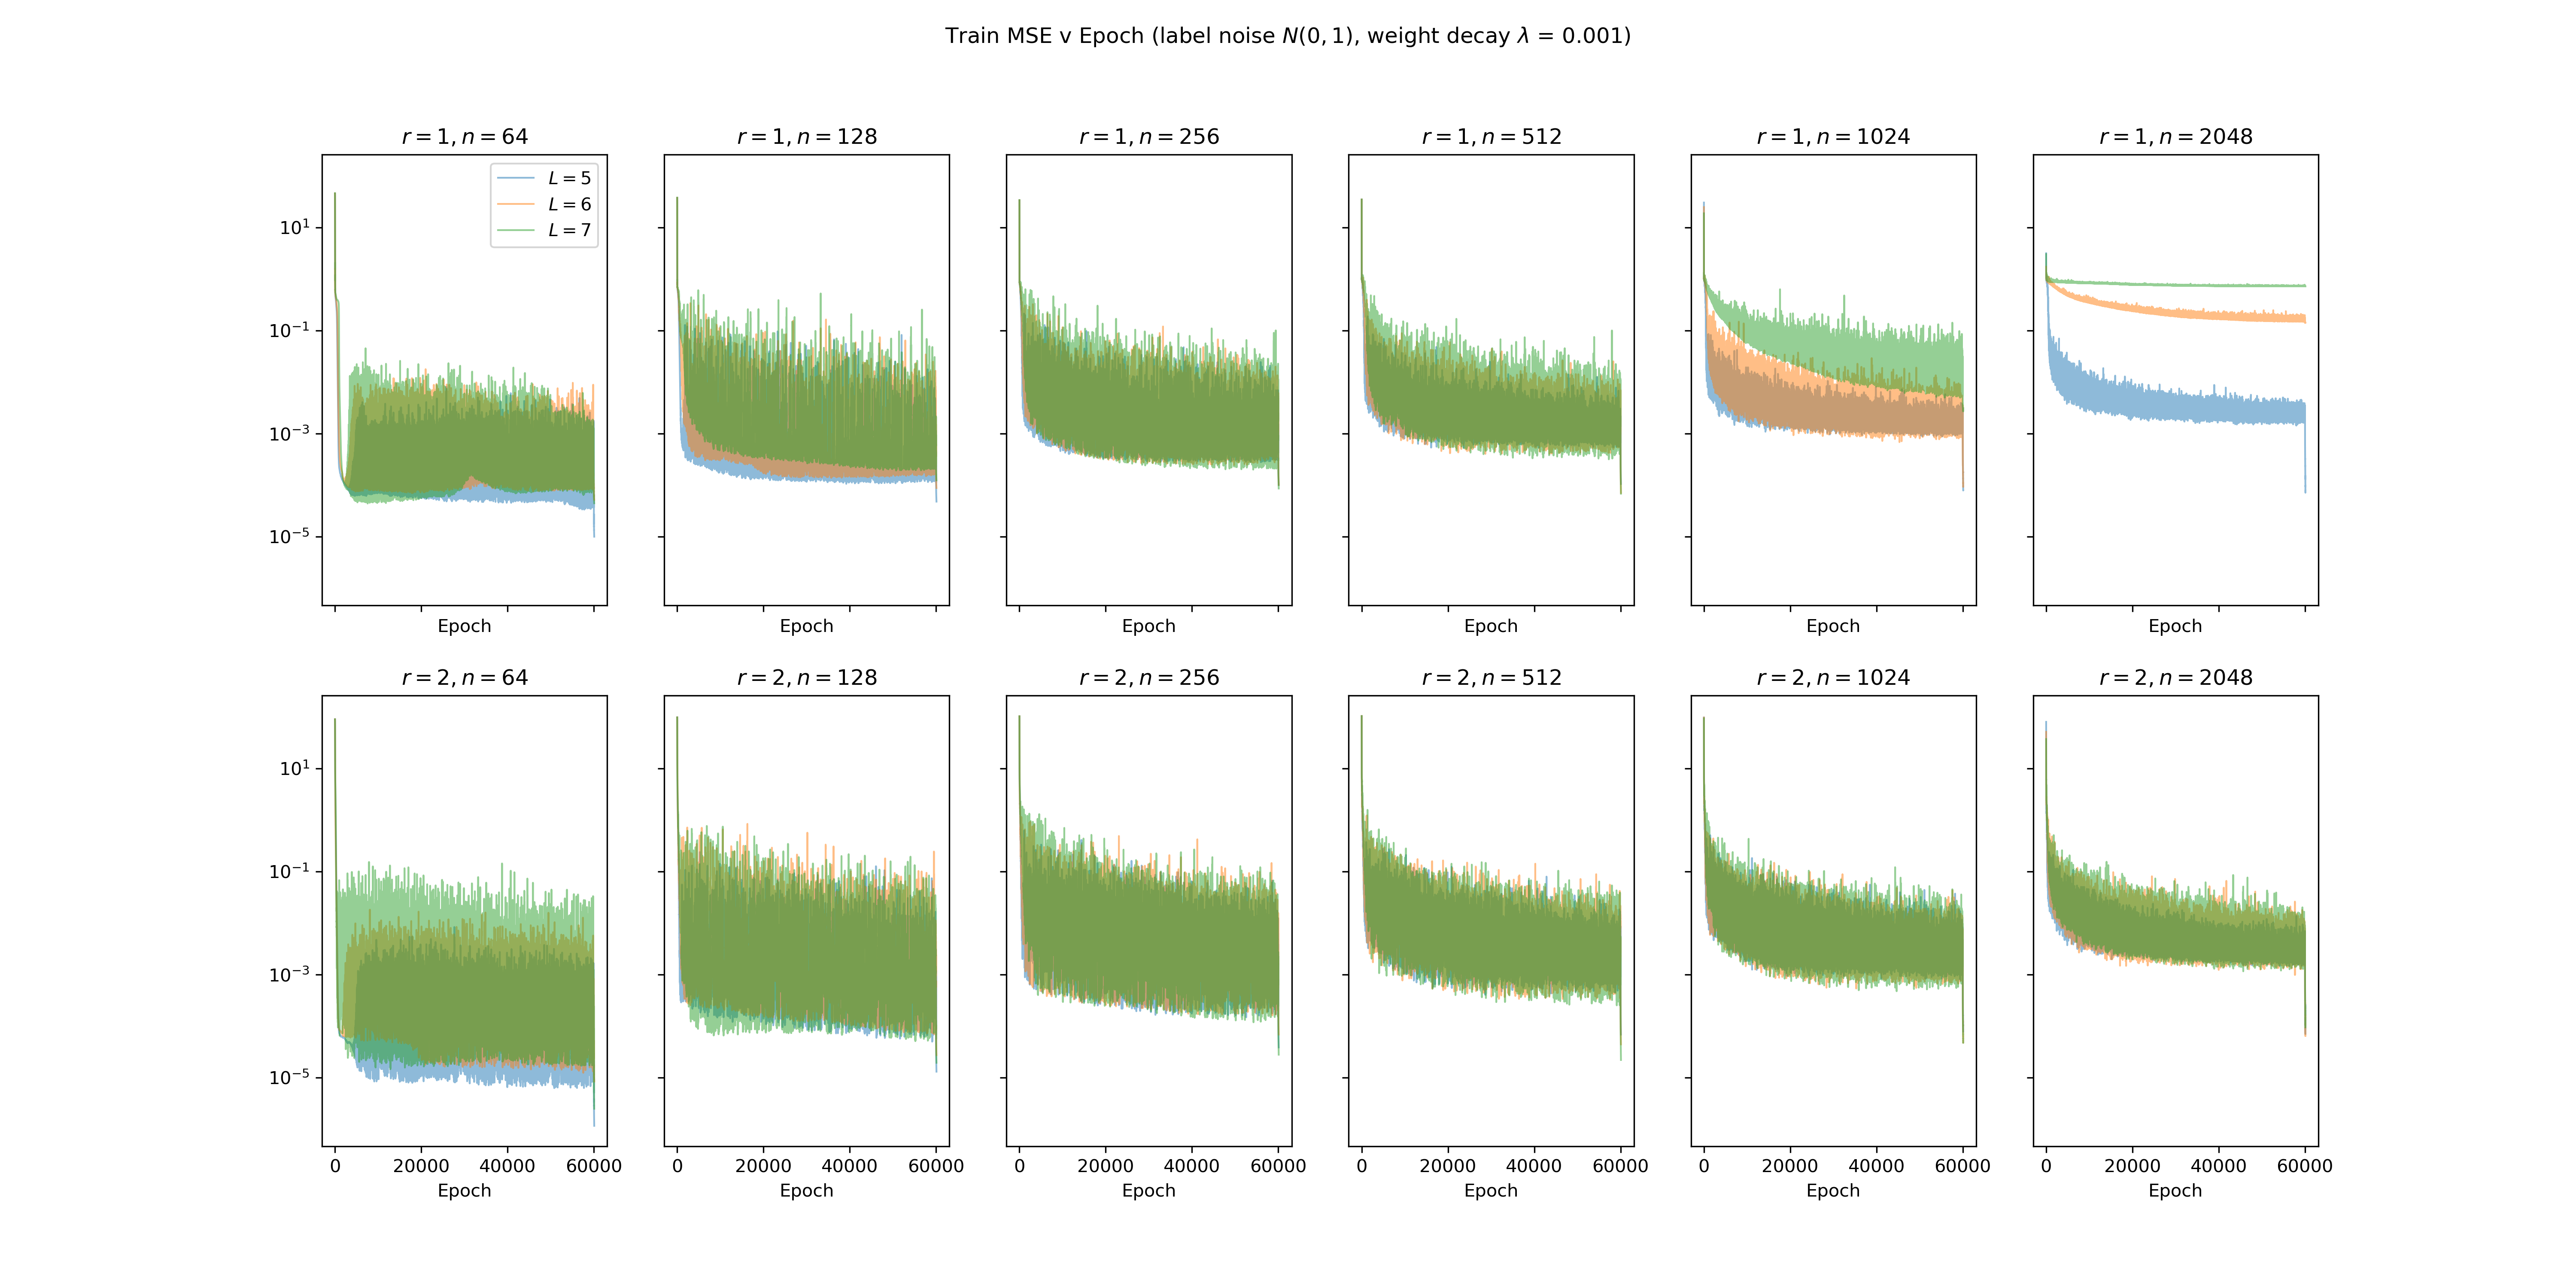 Train MSE v Epoch (label noise N(0, 1), weight decay λ = 0.001)
r = 1, n = 64
r = 1, n = 128
r = 1, n = 256
r = 1, n = 512
r = 1, n = 1024
r = 1, n = 2048
L = 5
L = 6
L = 7
10¹
10⁻¹
10⁻³
10⁻⁵
Epoch
Epoch
Epoch
Epoch
Epoch
Epoch
r = 2, n = 64
r = 2, n = 128
r = 2, n = 256
r = 2, n = 512
r = 2, n = 1024
r = 2, n = 2048
10¹
10⁻¹
10⁻³
10⁻⁵
0 20000 40000 60000
0 20000 40000 60000
0 20000 40000 60000
0 20000 40000 60000
0 20000 40000 60000
0 20000 40000 60000
Epoch
Epoch
Epoch
Epoch
Epoch
Epoch